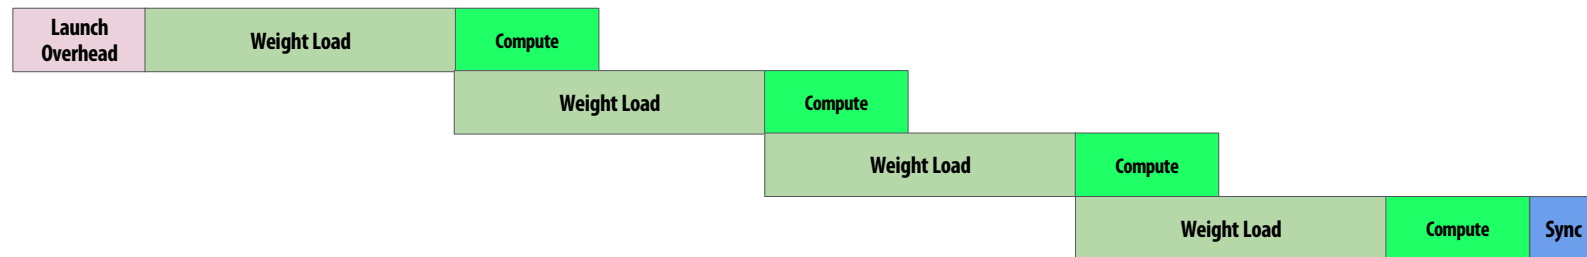 Launch
Overhead
Weight Load
Compute
Weight Load
Compute
Weight Load
Compute
Weight Load
Compute
Sync